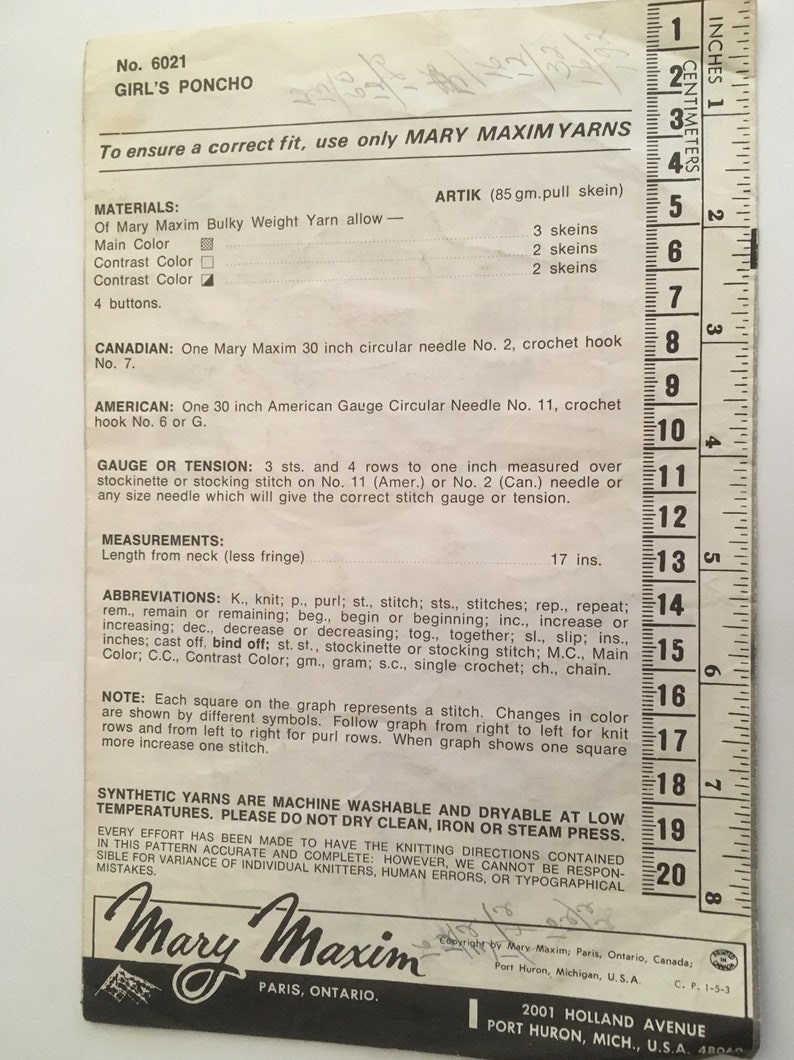 No. 6021
GIRL'S PONCHO
To ensure a correct fit, use only MARY MAXIM YARNS
ARTIK (85 gm. pull skein)
MATERIALS:
Of Mary Maxim Bulky Weight Yarn allow —
Main Color 3 skeins
Contrast Color 2 skeins
Contrast Color 2 skeins
4 buttons.
CANADIAN: One Mary Maxim 30 inch circular needle No. 2, crochet hook
No. 7.
AMERICAN: One 30 inch American Gauge Circular Needle No. 11, crochet
hook No. 6 or G.
GAUGE OR TENSION: 3 sts. and 4 rows to one inch measured over
stockinette or stocking stitch on No. 11 (Amer.) or No. 2 (Can.) needle or
any size needle which will give the correct stitch gauge or tension.
MEASUREMENTS:
Length from neck (less fringe) 17 ins.
ABBREVIATIONS: K., knit; p., purl; st., stitch; sts., stitches; rep., repeat;
rem., remain or remaining; beg., begin or beginning; inc., increase or
increasing; dec., decrease or decreasing; tog., together; sl., slip; ins.,
inches; cast off, bind off; st. st., stockinette or stocking stitch; M.C., Main
Color; C.C., Contrast Color; gm., gram; s.c., single crochet; ch., chain.
NOTE: Each square on the graph represents a stitch. Changes in color
are shown by different symbols. Follow graph from right to left for knit
rows and from left to right for purl rows. When graph shows one square
more increase one stitch.
SYNTHETIC YARNS ARE MACHINE WASHABLE AND DRYABLE AT LOW
TEMPERATURES. PLEASE DO NOT DRY CLEAN, IRON OR STEAM PRESS.
EVERY EFFORT HAS BEEN MADE TO HAVE THE KNITTING DIRECTIONS CONTAINED
IN THIS PATTERN ACCURATE AND COMPLETE: HOWEVER, WE CANNOT BE RESPON-
SIBLE FOR VARIANCE OF INDIVIDUAL KNITTERS, HUMAN ERRORS, OR TYPOGRAPHICAL
MISTAKES.
Mary Maxim
PARIS, ONTARIO.
Copyright by Mary Maxim; Paris, Ontario, Canada;
Port Huron, Michigan, U.S.A.
C. P. 1-5-3
2001 HOLLAND AVENUE
PORT HURON, MICH., U.S.A. 48060
CENTIMETERS
1
2
3
4
5
6
7
8
9
10
11
12
13
14
15
16
17
18
19
20
INCHES
1
2
3
4
5
6
7
8